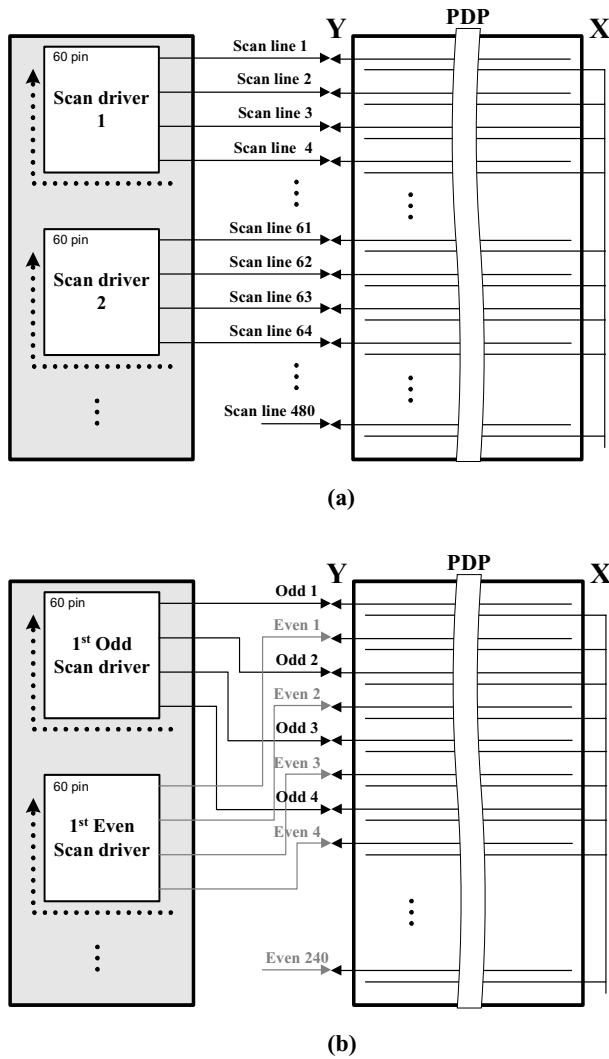 Y
PDP
X
60 pin
Scan driver
1
Scan line 1
Scan line 2
Scan line 3
Scan line 4
60 pin
Scan driver
2
Scan line 61
Scan line 62
Scan line 63
Scan line 64
Scan line 480
(a)
Y
PDP
X
60 pin
1st Odd
Scan driver
Odd 1
Even 1
Odd 2
Even 2
Odd 3
Even 3
Odd 4
Even 4
60 pin
1st Even
Scan driver
Even 240
(b)